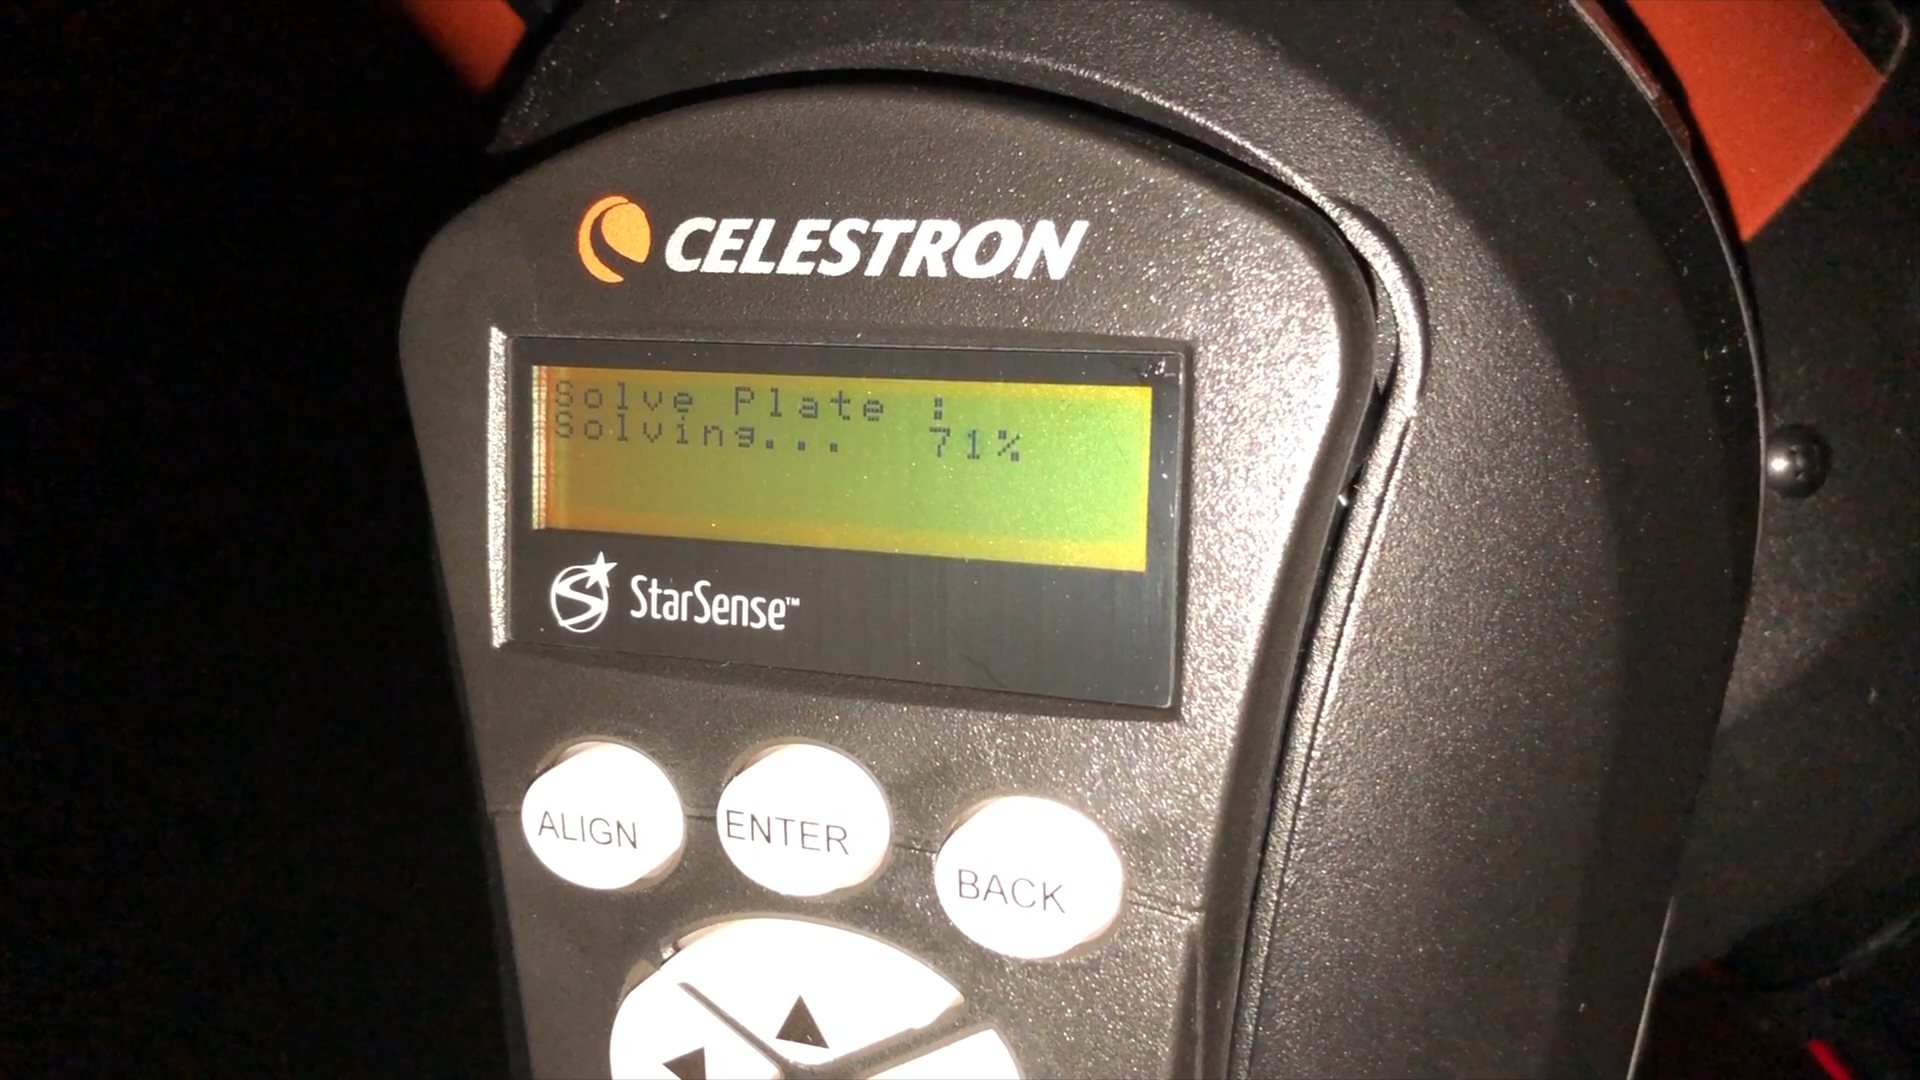 CELESTRON
Solve Plate :
Solving... 71%
StarSense™
ALIGN
ENTER
BACK